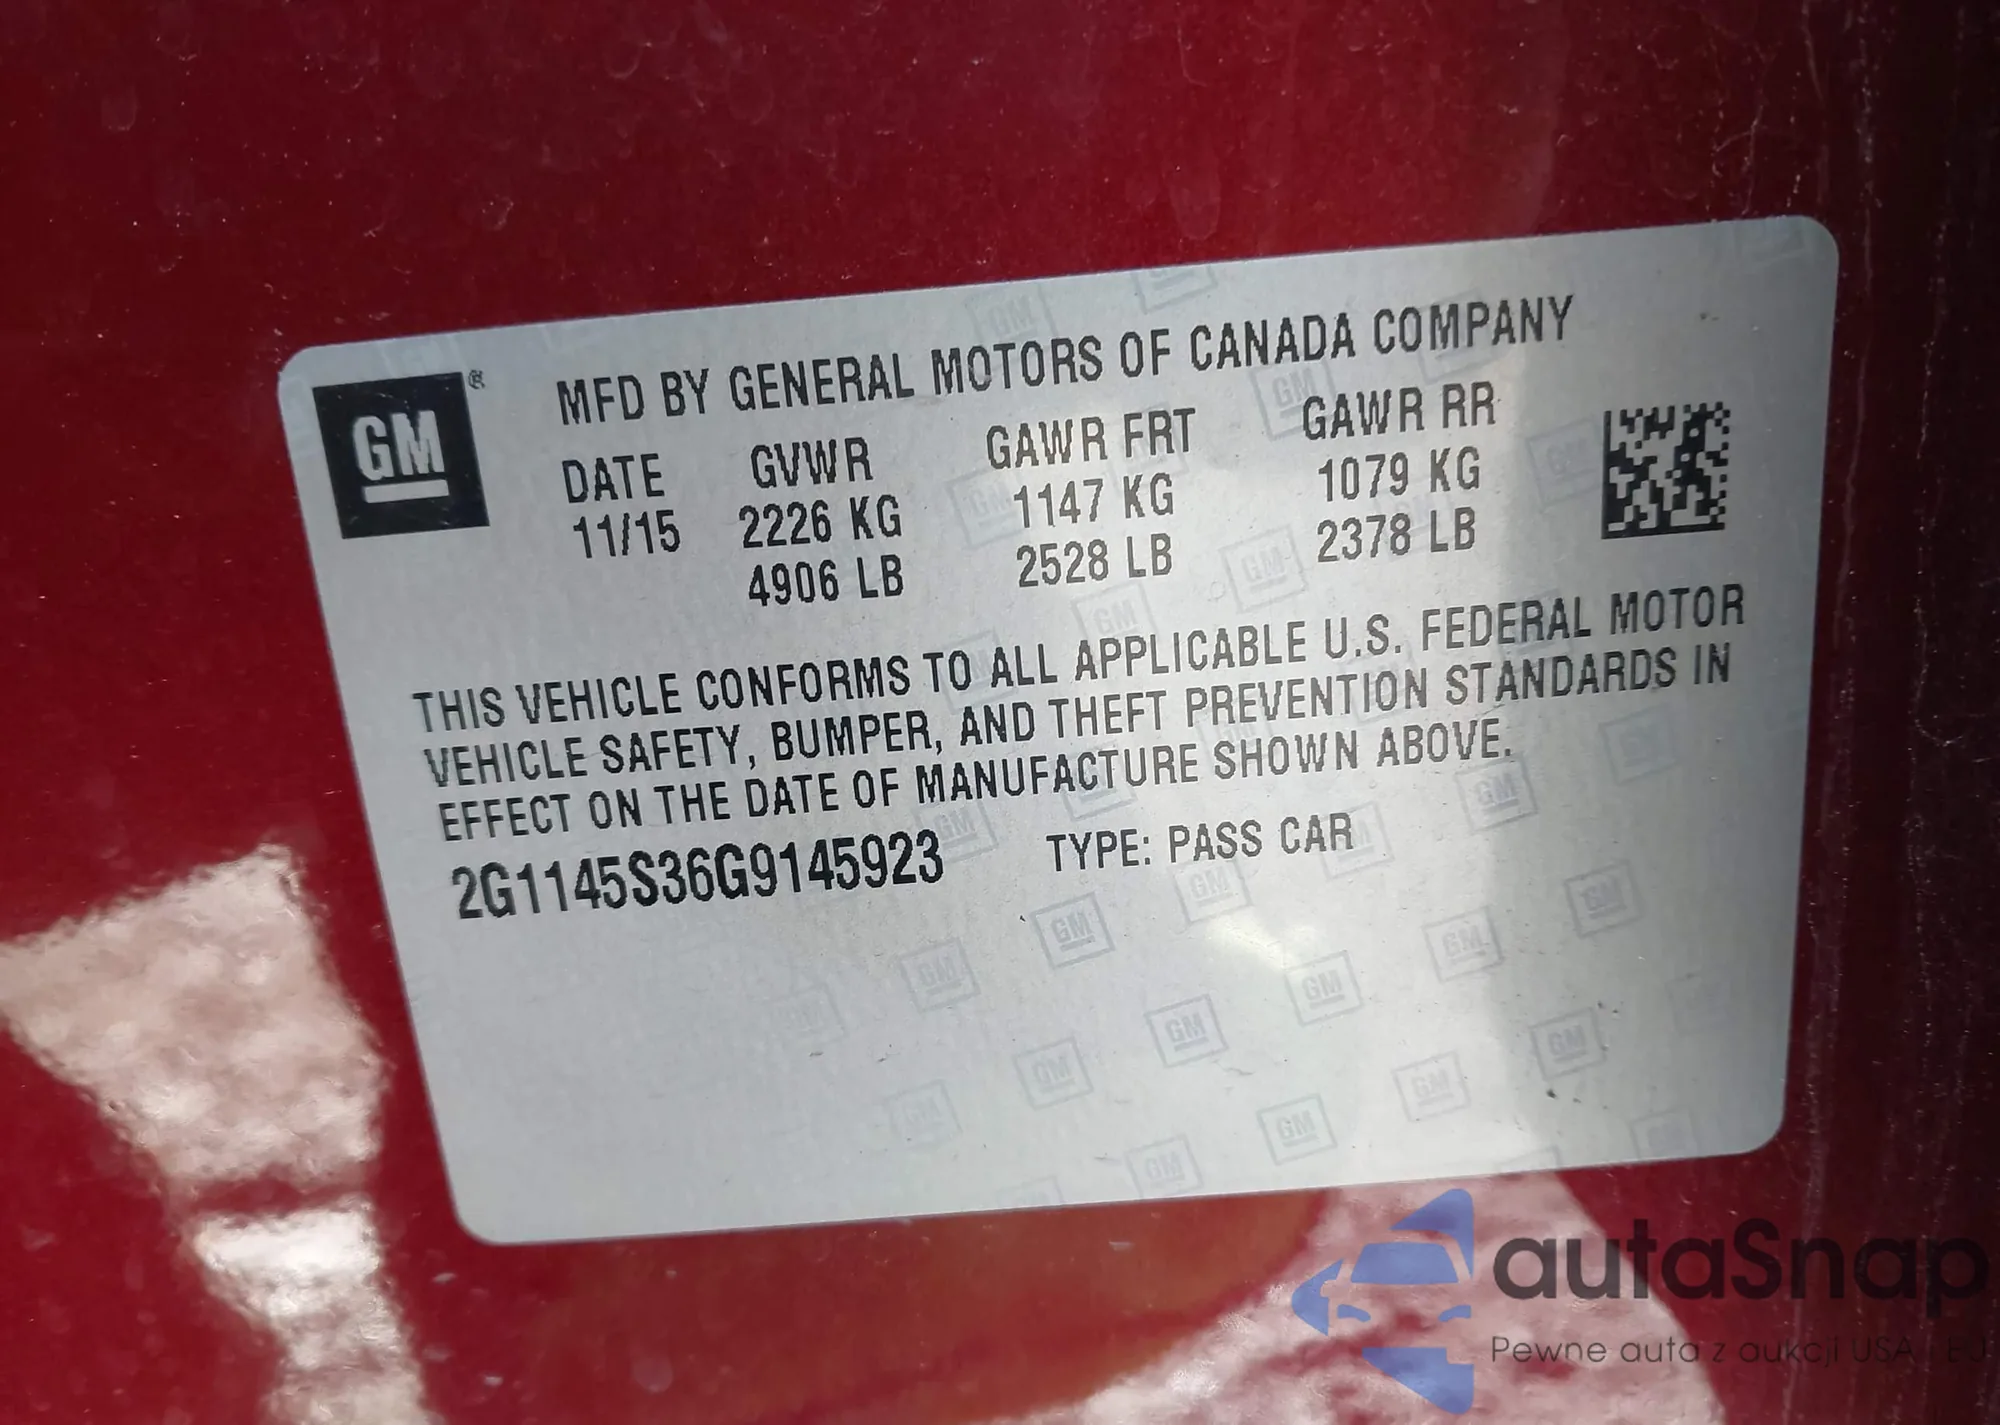 GM ®
MFD BY GENERAL MOTORS OF CANADA COMPANY
DATE GVWR GAWR FRT GAWR RR
11/15 2226 KG 1147 KG 1079 KG
4906 LB 2528 LB 2378 LB
THIS VEHICLE CONFORMS TO ALL APPLICABLE U.S. FEDERAL MOTOR
VEHICLE SAFETY, BUMPER, AND THEFT PREVENTION STANDARDS IN
EFFECT ON THE DATE OF MANUFACTURE SHOWN ABOVE.
2G1145S36G9145923 TYPE: PASS CAR
autaSnap
Pewne auta z aukcji USA i EU